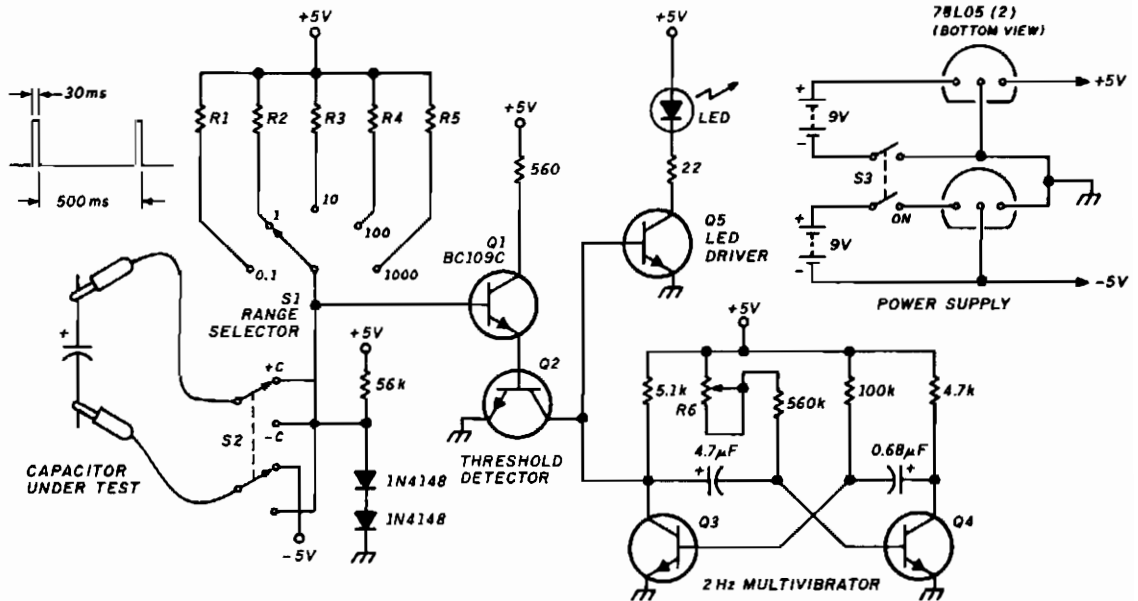 +5V
30ms
500ms
R1
R2
R3
R4
R5
0.1
1
10
100
1000
S1
RANGE
SELECTOR
+5V
560
Q1
BC109C
+5V
LED
22
Q5
LED
DRIVER
78L05 (2)
(BOTTOM VIEW)
+
9V
-
+5V
S3
ON
+
9V
-
-5V
POWER SUPPLY
+
CAPACITOR
UNDER TEST
+C
-C
S2
-5V
+5V
56k
1N4148
1N4148
Q2
THRESHOLD
DETECTOR
+5V
5.1k
R6
560k
100k
4.7k
4.7µF
+
0.68µF
+
Q3
Q4
2 Hz MULTIVIBRATOR